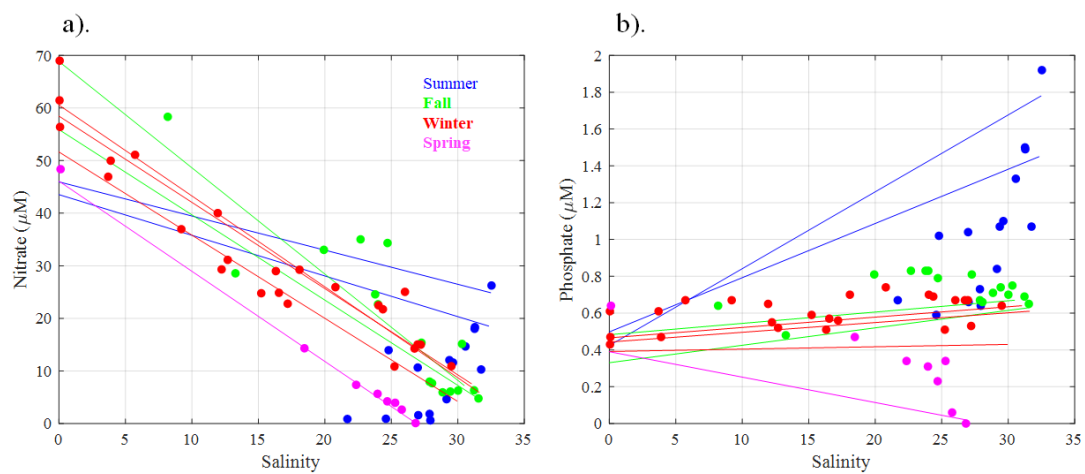 a).
70
60
50
40
30
20
10
0
Nitrate (μM)
0 5 10 15 20 25 30 35
Salinity
Summer
Fall
Winter
Spring
b).
2
1.8
1.6
1.4
1.2
1
0.8
0.6
0.4
0.2
0
Phosphate (μM)
0 5 10 15 20 25 30 35
Salinity